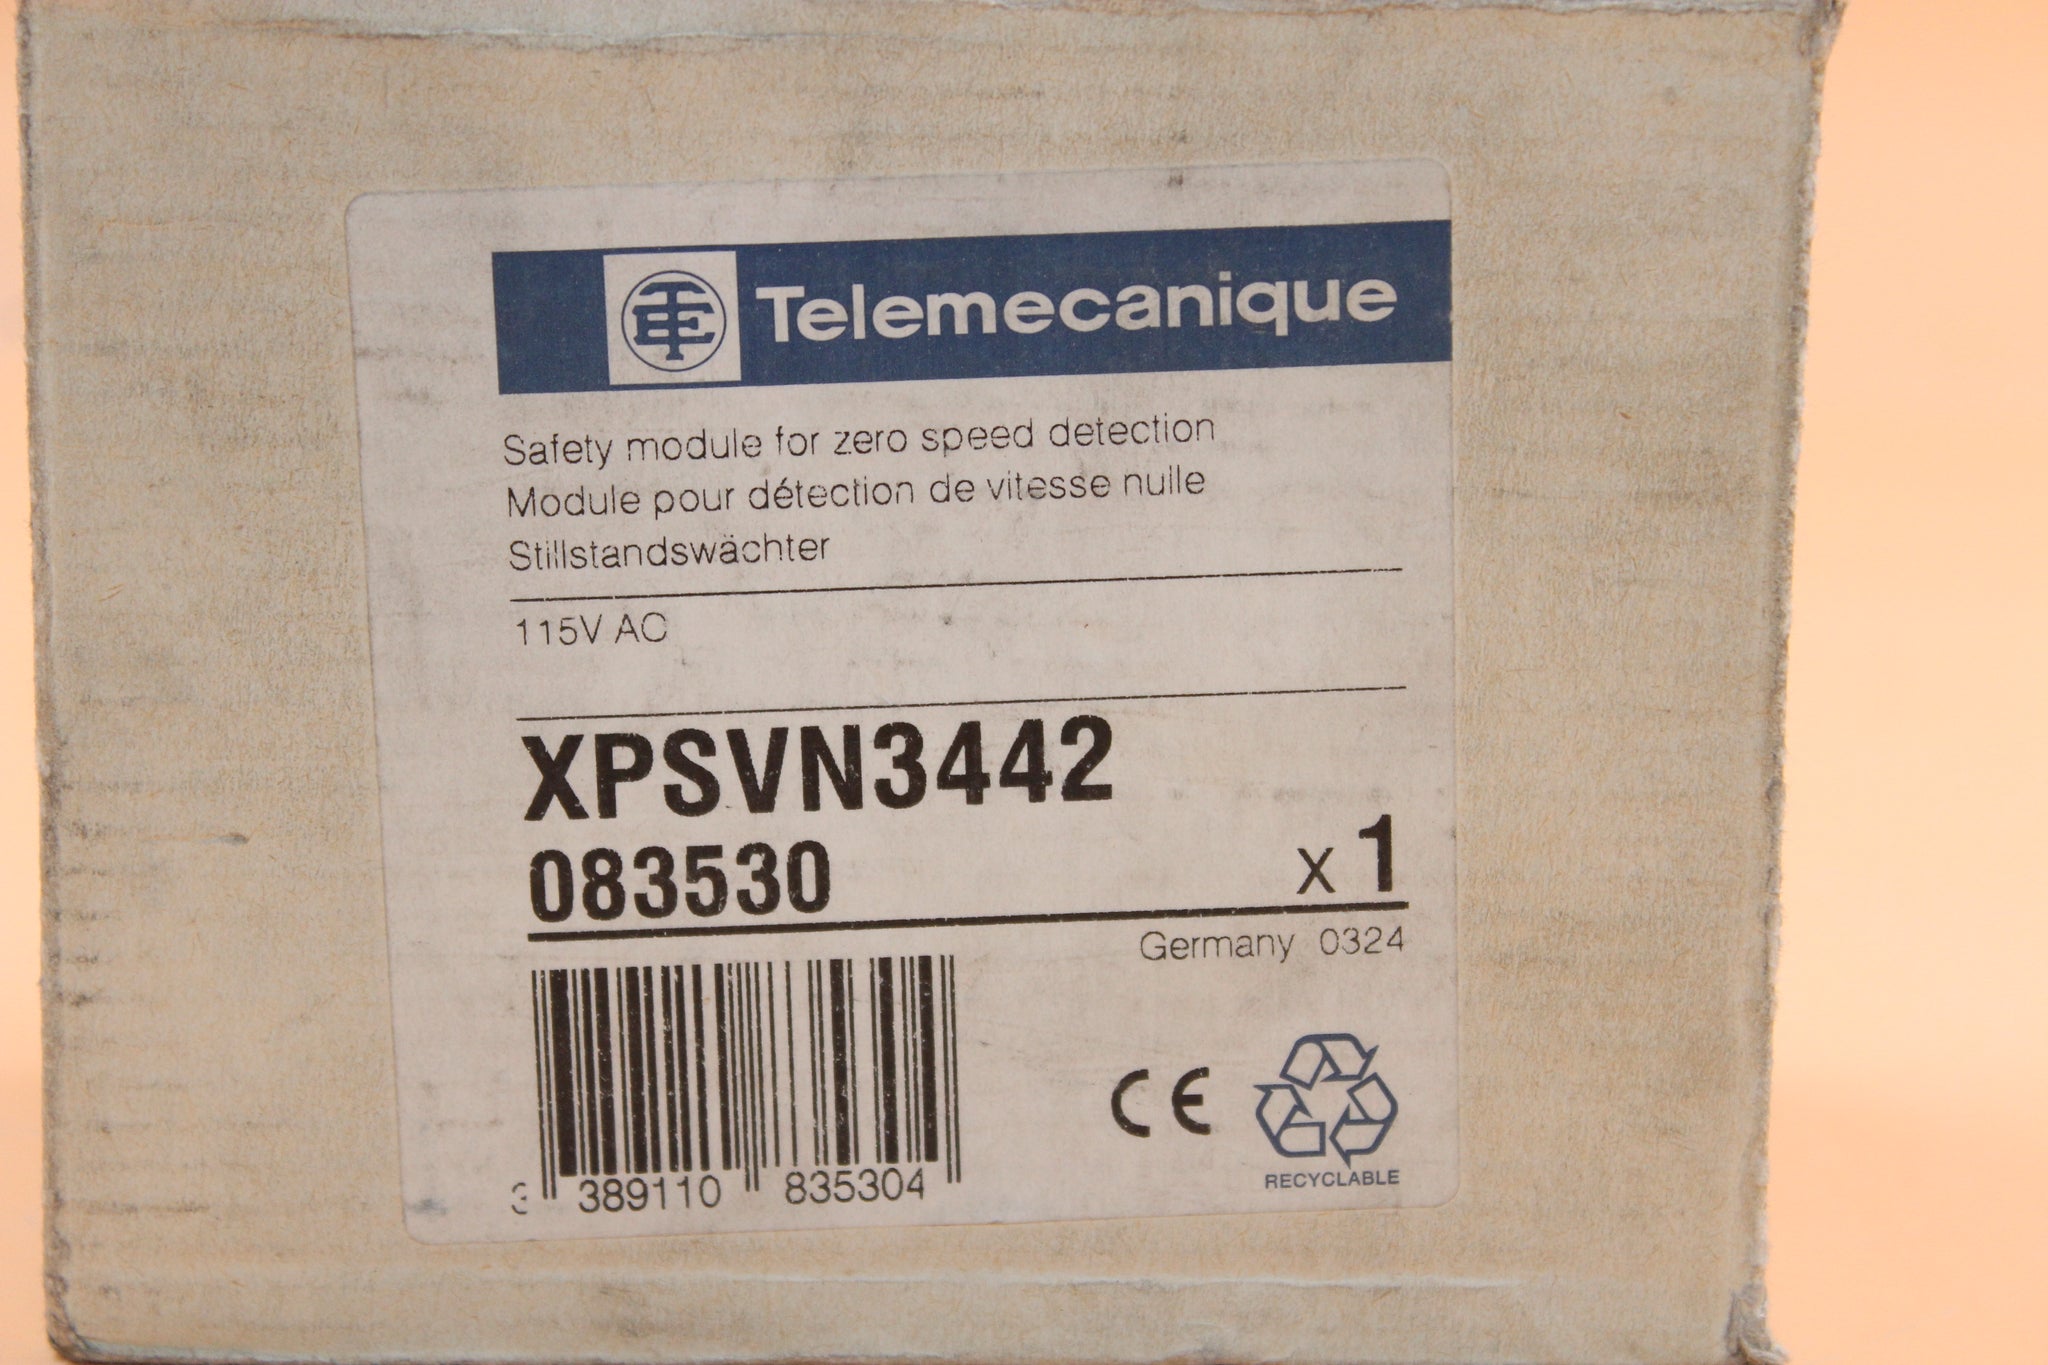 Telemecanique
Safety module for zero speed detection
Module pour détection de vitesse nulle
Stillstandswächter
115V AC
XPSVN3442
083530 x 1
Germany 0324
CE
RECYCLABLE
3 389110 835304